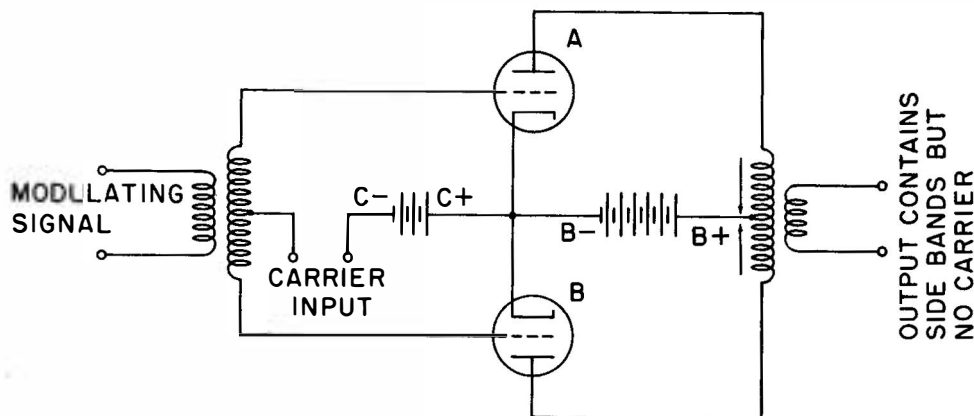 A
MODULATING
SIGNAL
C-
C+
B-
B+
CARRIER
INPUT
B
OUTPUT CONTAINS
SIDE BANDS BUT
NO CARRIER